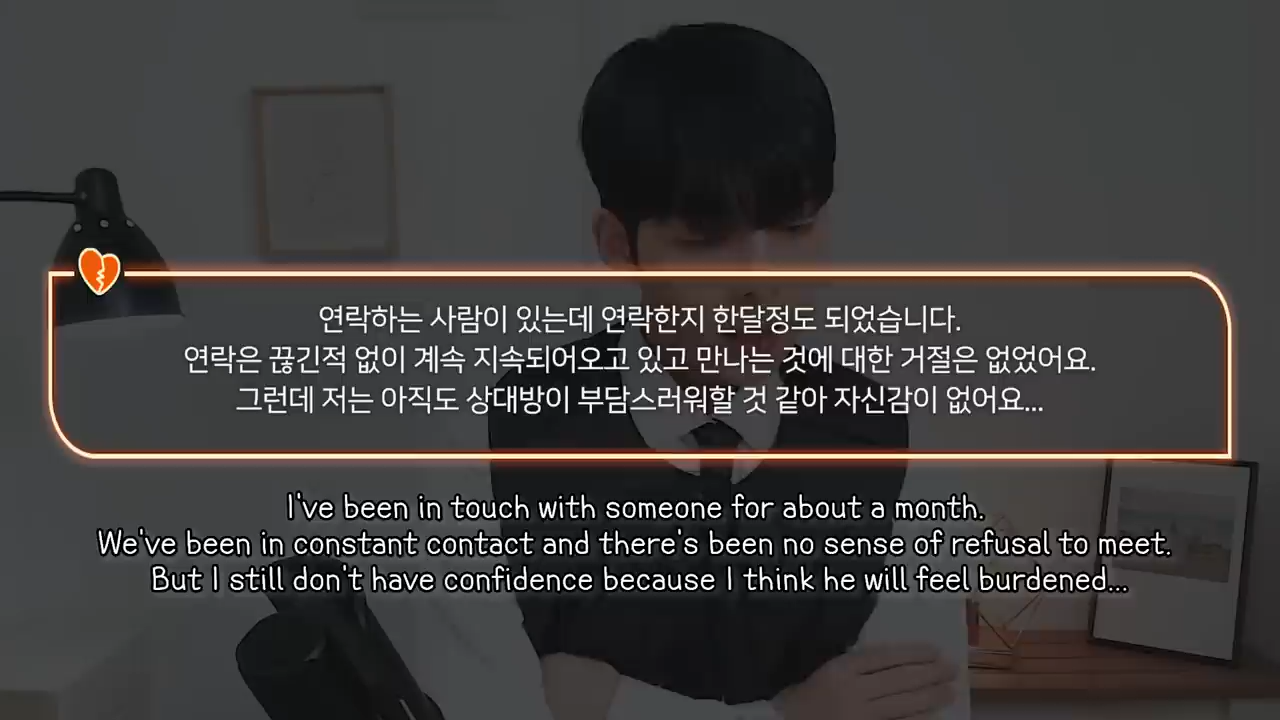 연락하는 사람이 있는데 연락한지 한달정도 되었습니다.
연락은 끊긴적 없이 계속 지속되어오고 있고 만나는 것에 대한 거절은 없었어요.
그런데 저는 아직도 상대방이 부담스러워할 것 같아 자신감이 없어요...
I've been in touch with someone for about a month.
We've been in constant contact and there's been no sense of refusal to meet.
But I still don't have confidence because I think he will feel burdened...